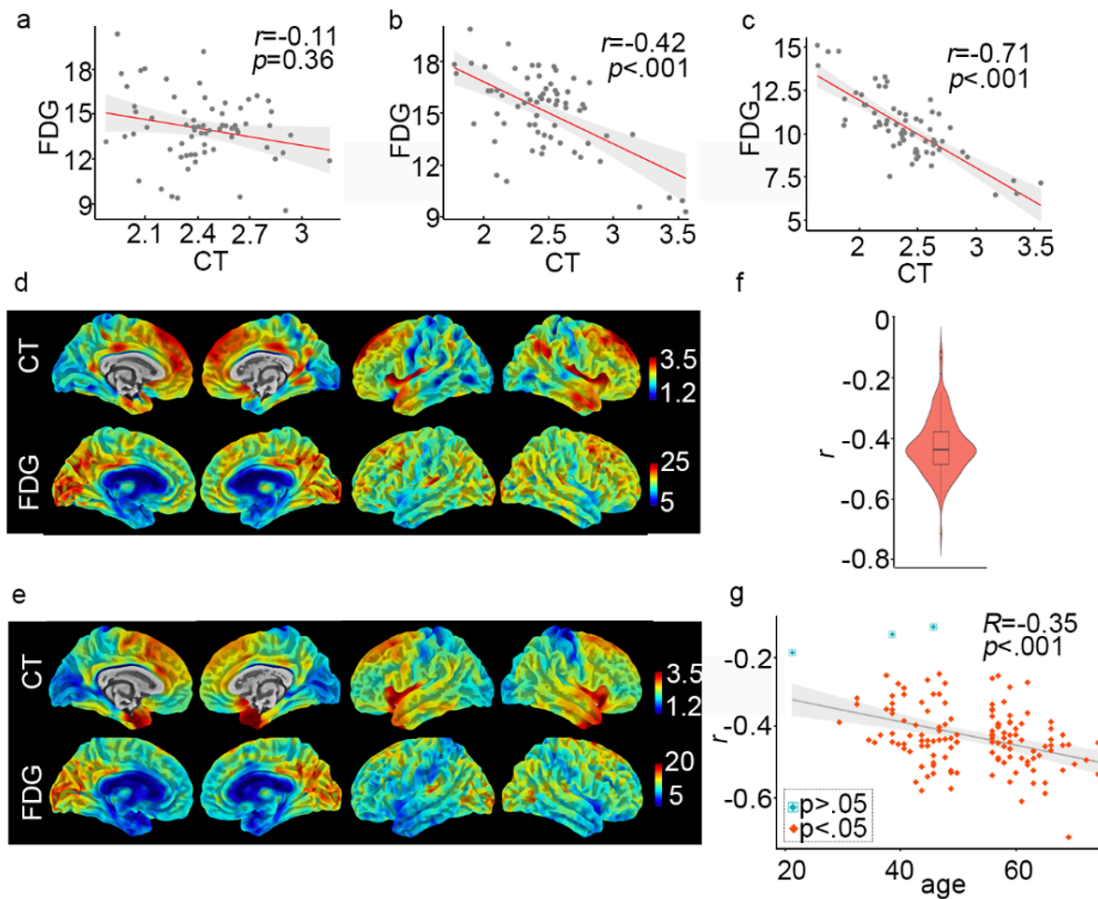 a
r=-0.11
p=0.36
18
15
12
9
FDG
2.1
2.4
2.7
3
CT
b
r=-0.42
p<.001
18
15
12
9
FDG
2
2.5
3
3.5
CT
c
r=-0.71
p<.001
15
12.5
10
7.5
5
FDG
2
2.5
3
3.5
CT
d
CT
3.5
1.2
FDG
25
5
e
CT
3.5
1.2
FDG
20
5
f
0
-0.2
-0.4
-0.6
-0.8
r
g
R=-0.35
p<.001
-0.2
-0.4
-0.6
r
p>.05
p<.05
20
40
60
age